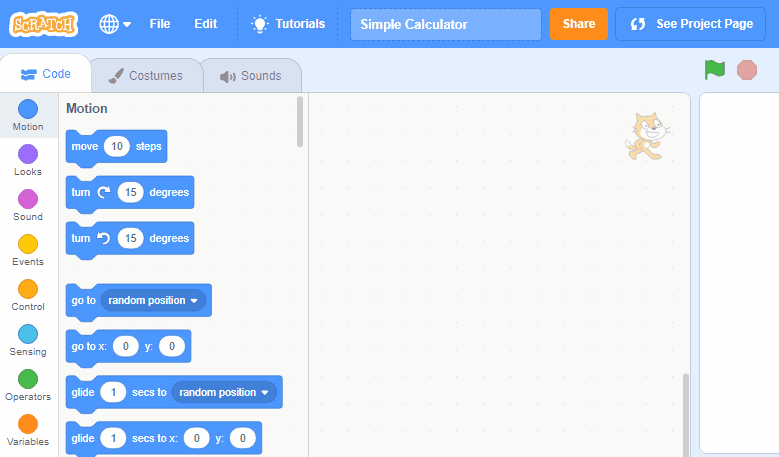 SCRATCH File Edit Tutorials Simple Calculator Share See Project Page
Code Costumes Sounds
Motion
Looks
Sound
Events
Control
Sensing
Operators
Variables
Motion
move 10 steps
turn 15 degrees
turn 15 degrees
go to random position
go to x: 0 y: 0
glide 1 secs to random position
glide 1 secs to x: 0 y: 0